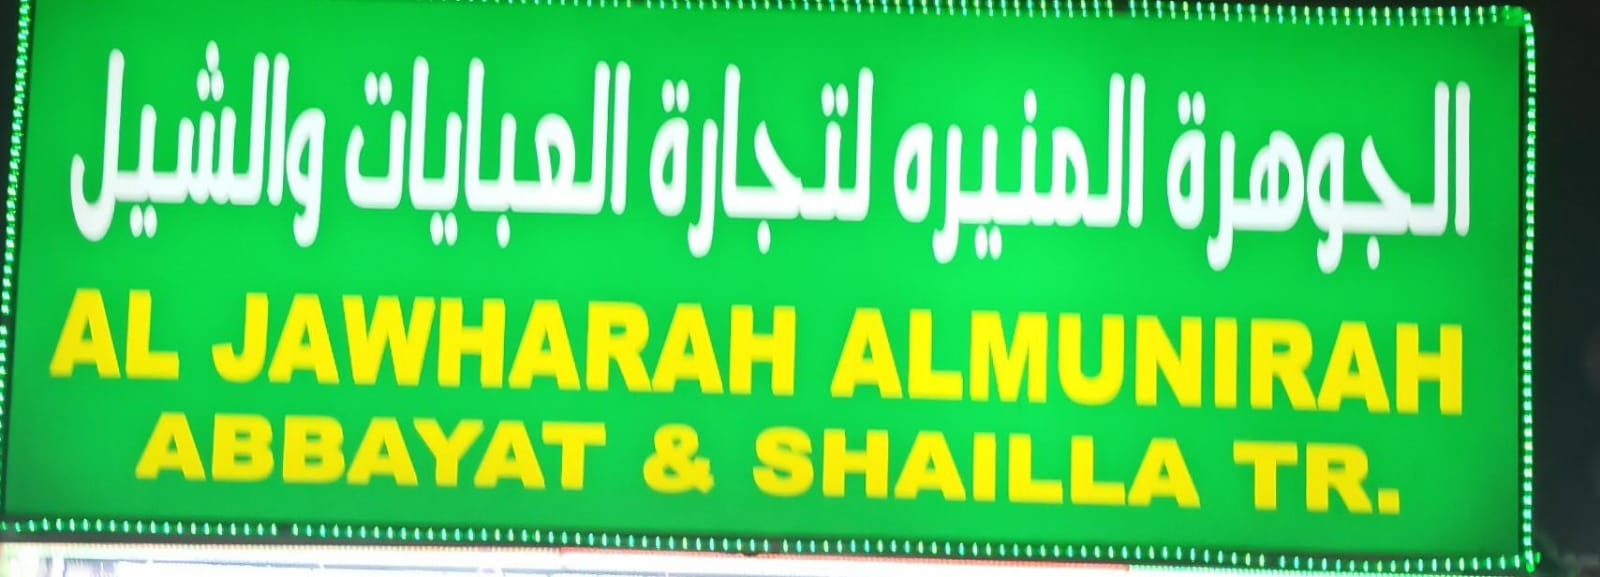 الجوهرة المنيره لتجارة العبايات والشيل
AL JAWHARAH ALMUNIRAH
ABBAYAT & SHAILLA TR.